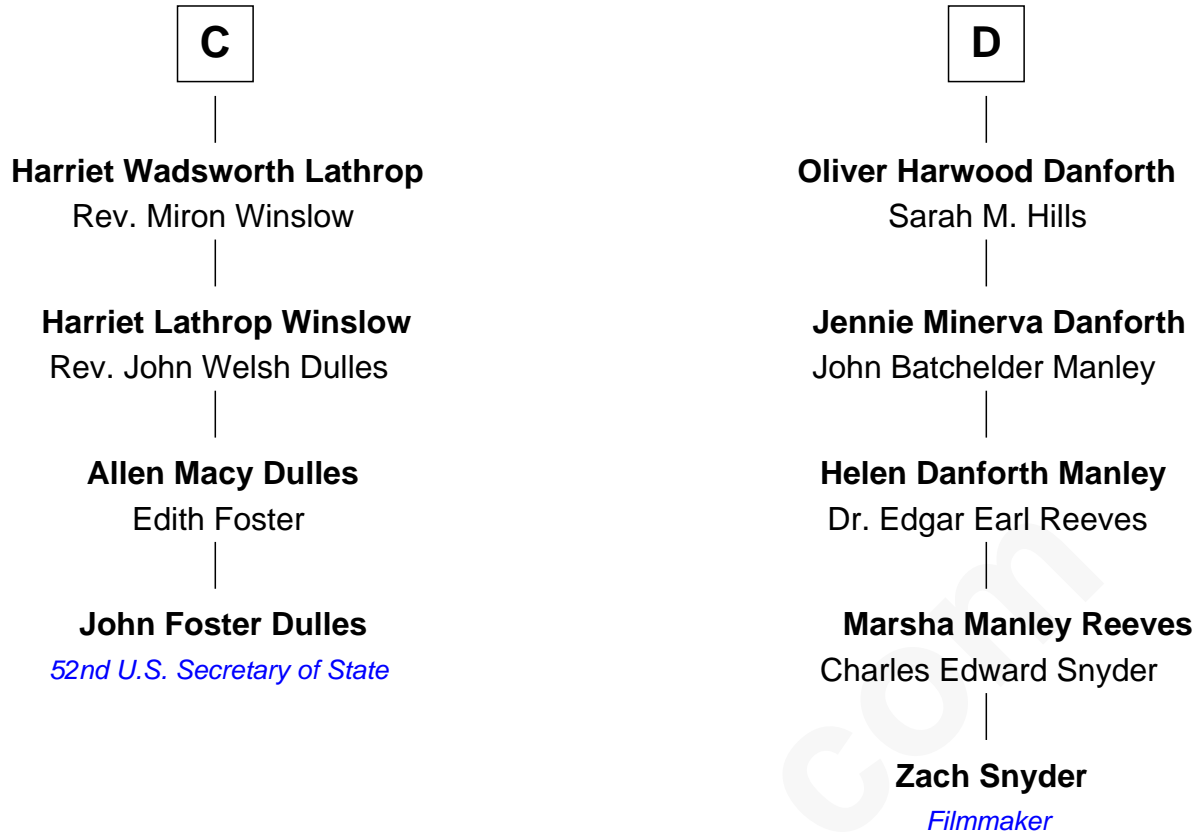 C
Harriet Wadsworth Lathrop
Rev. Miron Winslow
Harriet Lathrop Winslow
Rev. John Welsh Dulles
Allen Macy Dulles
Edith Foster
John Foster Dulles
52nd U.S. Secretary of State
D
Oliver Harwood Danforth
Sarah M. Hills
Jennie Minerva Danforth
John Batchelder Manley
Helen Danforth Manley
Dr. Edgar Earl Reeves
Marsha Manley Reeves
Charles Edward Snyder
Zach Snyder
Filmmaker
com